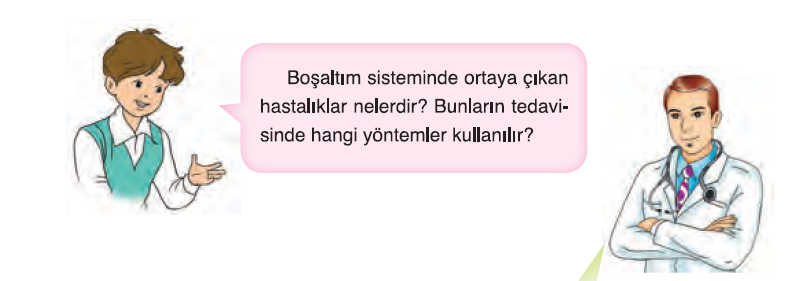 Boşaltım sisteminde ortaya çıkan
hastalıklar nelerdir? Bunların tedavi-
sinde hangi yöntemler kullanılır?